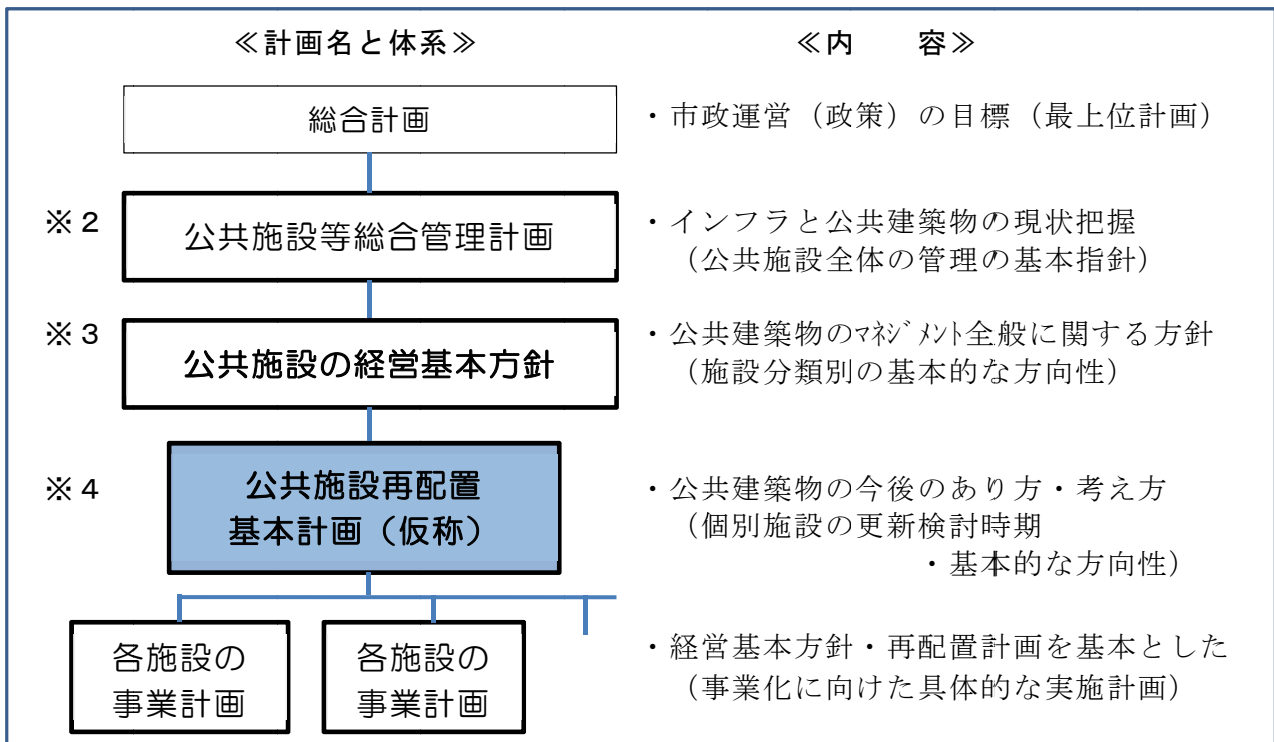 ≪計画名と体系≫ ≪内　　容≫
総合計画
・市政運営（政策）の目標（最上位計画）
※２ 公共施設等総合管理計画
・インフラと公共建築物の現状把握
（公共施設全体の管理の基本指針）
※３ 公共施設の経営基本方針
・公共建築物のﾏﾈｼﾞﾒﾝﾄ全般に関する方針
（施設分類別の基本的な方向性）
※４ 公共施設再配置
基本計画（仮称）
・公共建築物の今後のあり方・考え方
（個別施設の更新検討時期
・基本的な方向性）
各施設の
事業計画
各施設の
事業計画
・経営基本方針・再配置計画を基本とした
（事業化に向けた具体的な実施計画）